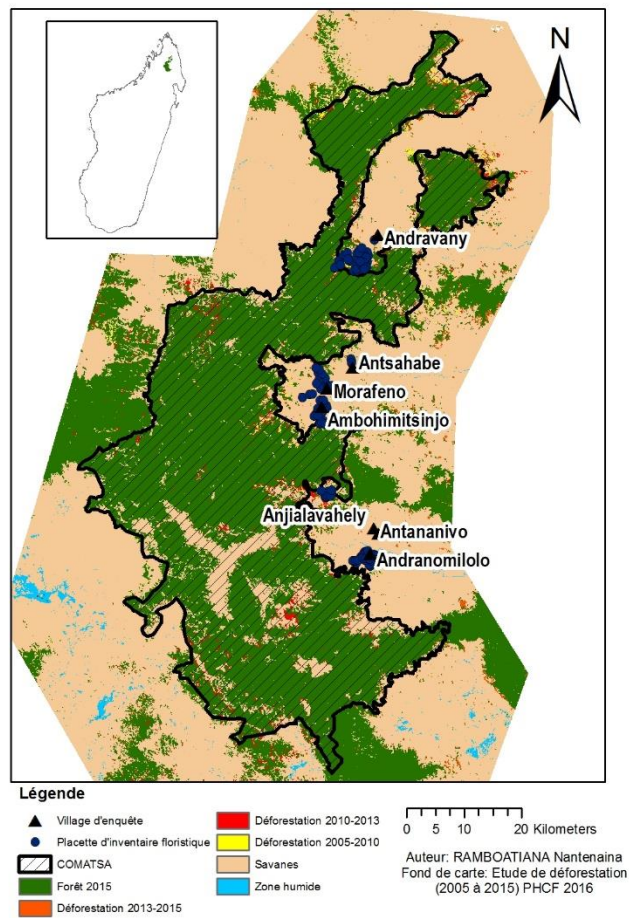 N
Andravany
Antsahabe
Morafeno
Ambohimitsinjo
Anjialavahely
Antananivo
Andranomilolo
Légende
Village d'enquête
Placette d'inventaire floristique
COMATSA
Forêt 2015
Déforestation 2013-2015
Déforestation 2010-2013
Déforestation 2005-2010
Savanes
Zone humide
0 5 10 20 Kilometers
Auteur: RAMBOATIANA Nantenaina
Fond de carte: Etude de déforestation
(2005 à 2015) PHCF 2016